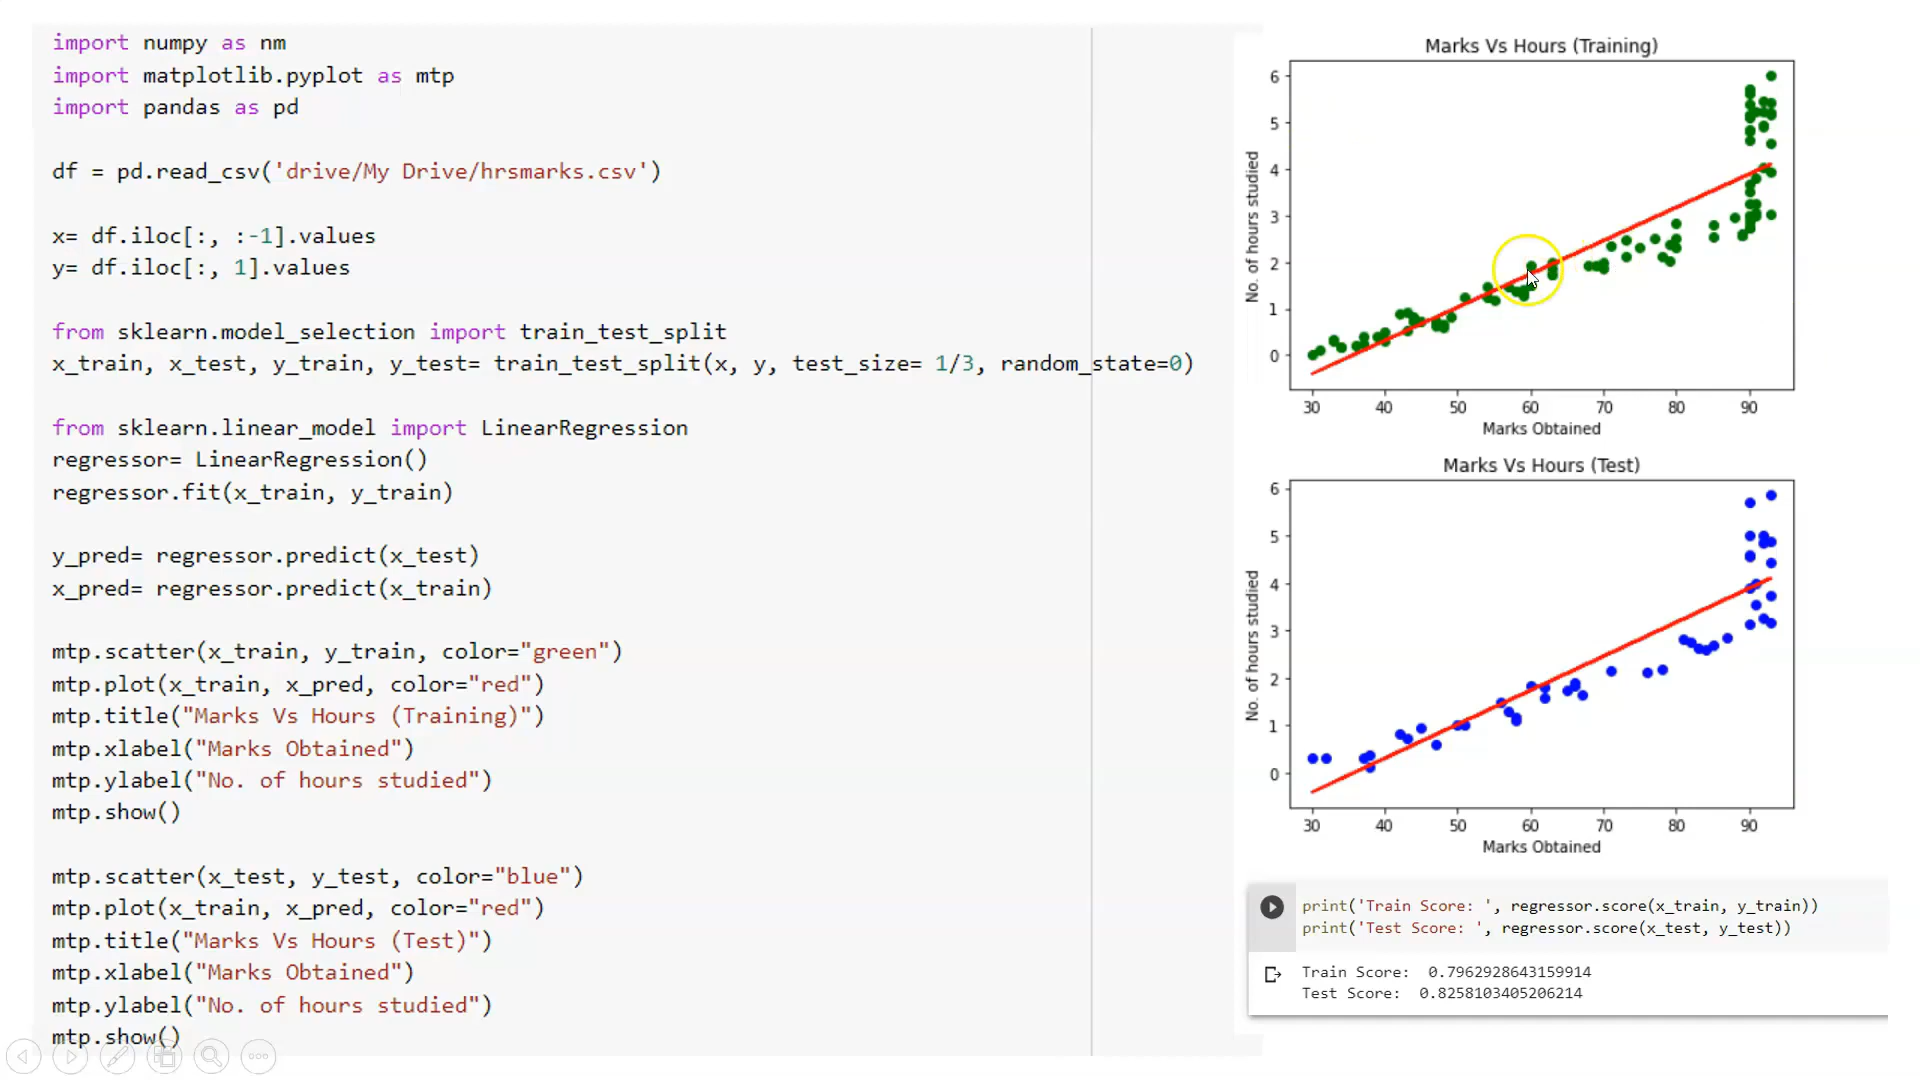 import numpy as nm
import matplotlib.pyplot as mtp
import pandas as pd
df = pd.read_csv('drive/My Drive/hrsmarks.csv')
x= df.iloc[:, :-1].values
y= df.iloc[:, 1].values
from sklearn.model_selection import train_test_split
x_train, x_test, y_train, y_test= train_test_split(x, y, test_size= 1/3, random_state=0)
from sklearn.linear_model import LinearRegression
regressor= LinearRegression()
regressor.fit(x_train, y_train)
y_pred= regressor.predict(x_test)
x_pred= regressor.predict(x_train)
mtp.scatter(x_train, y_train, color="green")
mtp.plot(x_train, x_pred, color="red")
mtp.title("Marks Vs Hours (Training)")
mtp.xlabel("Marks Obtained")
mtp.ylabel("No. of hours studied")
mtp.show()
mtp.scatter(x_test, y_test, color="blue")
mtp.plot(x_train, x_pred, color="red")
mtp.title("Marks Vs Hours (Test)")
mtp.xlabel("Marks Obtained")
mtp.ylabel("No. of hours studied")
mtp.show()
Marks Vs Hours (Training)
No. of hours studied
6
5
4
3
2
1
0
30 40 50 60 70 80 90
Marks Obtained
Marks Vs Hours (Test)
No. of hours studied
6
5
4
3
2
1
0
30 40 50 60 70 80 90
Marks Obtained
print('Train Score: ', regressor.score(x_train, y_train))
print('Test Score: ', regressor.score(x_test, y_test))
Train Score:  0.7962928643159914
Test Score:  0.8258103405206214